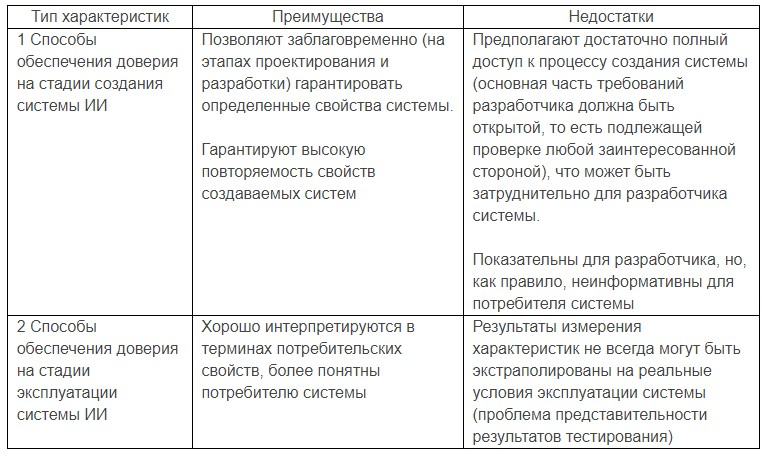 Тип характеристик
Преимущества
Недостатки
1 Способы
обеспечения доверия
на стадии создания
системы ИИ
Позволяют заблаговременно (на
этапах проектирования и
разработки) гарантировать
определенные свойства системы.
Гарантируют высокую
повторяемость свойств
создаваемых систем
Предполагают достаточно полный
доступ к процессу создания системы
(основная часть требований
разработчика должна быть
открытой, то есть подлежащей
проверке любой заинтересованной
стороной), что может быть
затруднительно для разработчика
системы.
Показательны для разработчика, но,
как правило, неинформативны для
потребителя системы
2 Способы
обеспечения доверия
на стадии
эксплуатации
системы ИИ
Хорошо интерпретируются в
терминах потребительских
свойств, более понятны
потребителю системы
Результаты измерения
характеристик не всегда могут быть
экстраполированы на реальные
условия эксплуатации системы
(проблема представительности
результатов тестирования)